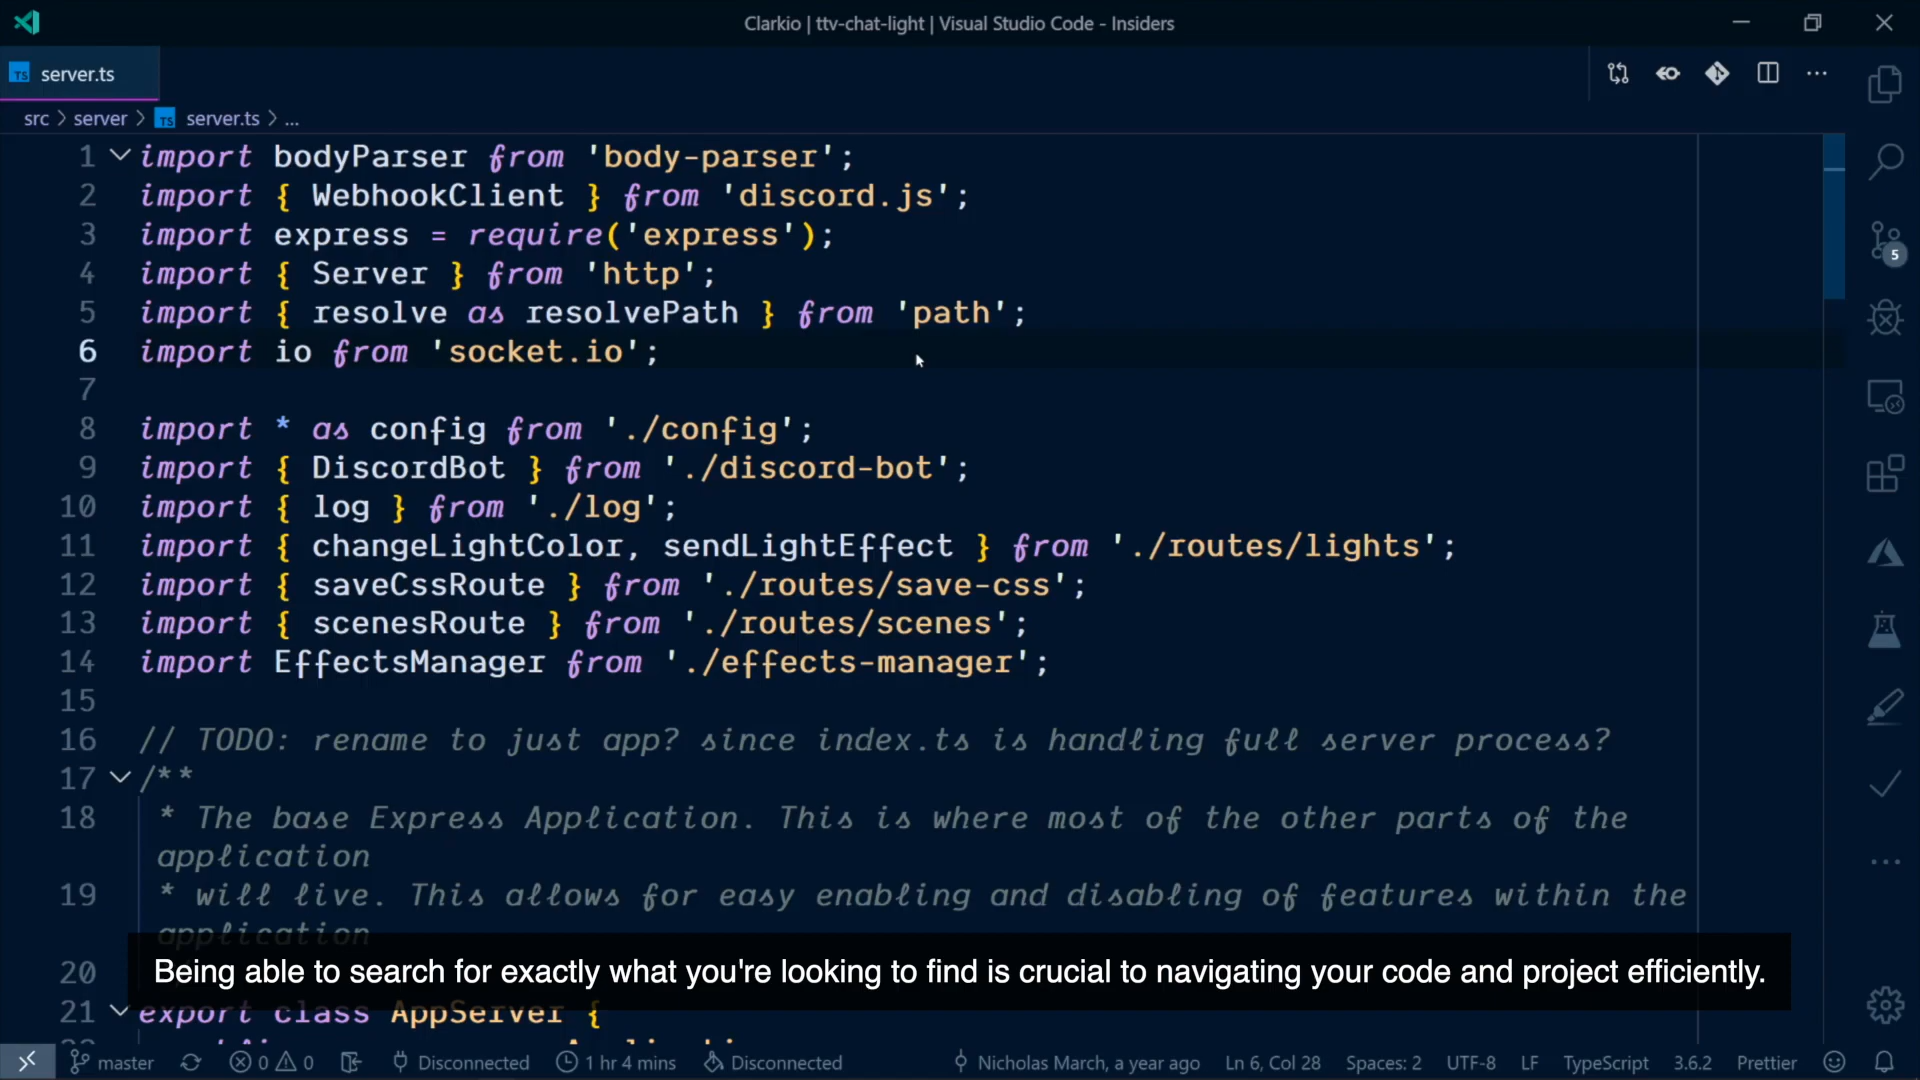 Clarkio | ttv-chat-light | Visual Studio Code - Insiders
TS server.ts
src > server > TS server.ts > ...
1 import bodyParser from 'body-parser';
2 import { WebhookClient } from 'discord.js';
3 import express = require('express');
4 import { Server } from 'http';
5 import { resolve as resolvePath } from 'path';
6 import io from 'socket.io';
7
8 import * as config from './config';
9 import { DiscordBot } from './discord-bot';
10 import { log } from './log';
11 import { changeLightColor, sendLightEffect } from './routes/lights';
12 import { saveCssRoute } from './routes/save-css';
13 import { scenesRoute } from './routes/scenes';
14 import EffectsManager from './effects-manager';
15
16 // TODO: rename to just app? since index.ts is handling full server process?
17 /**
18 * The base Express Application. This is where most of the other parts of the
application
19 * will live. This allows for easy enabling and disabling of features within the
application
20
Being able to search for exactly what you're looking to find is crucial to navigating your code and project efficiently.
21 export class AppServer {
5
master 0 0 Disconnected 1 hr 4 mins Disconnected Nicholas March, a year ago Ln 6, Col 28 Spaces: 2 UTF-8 LF TypeScript 3.6.2 Prettier